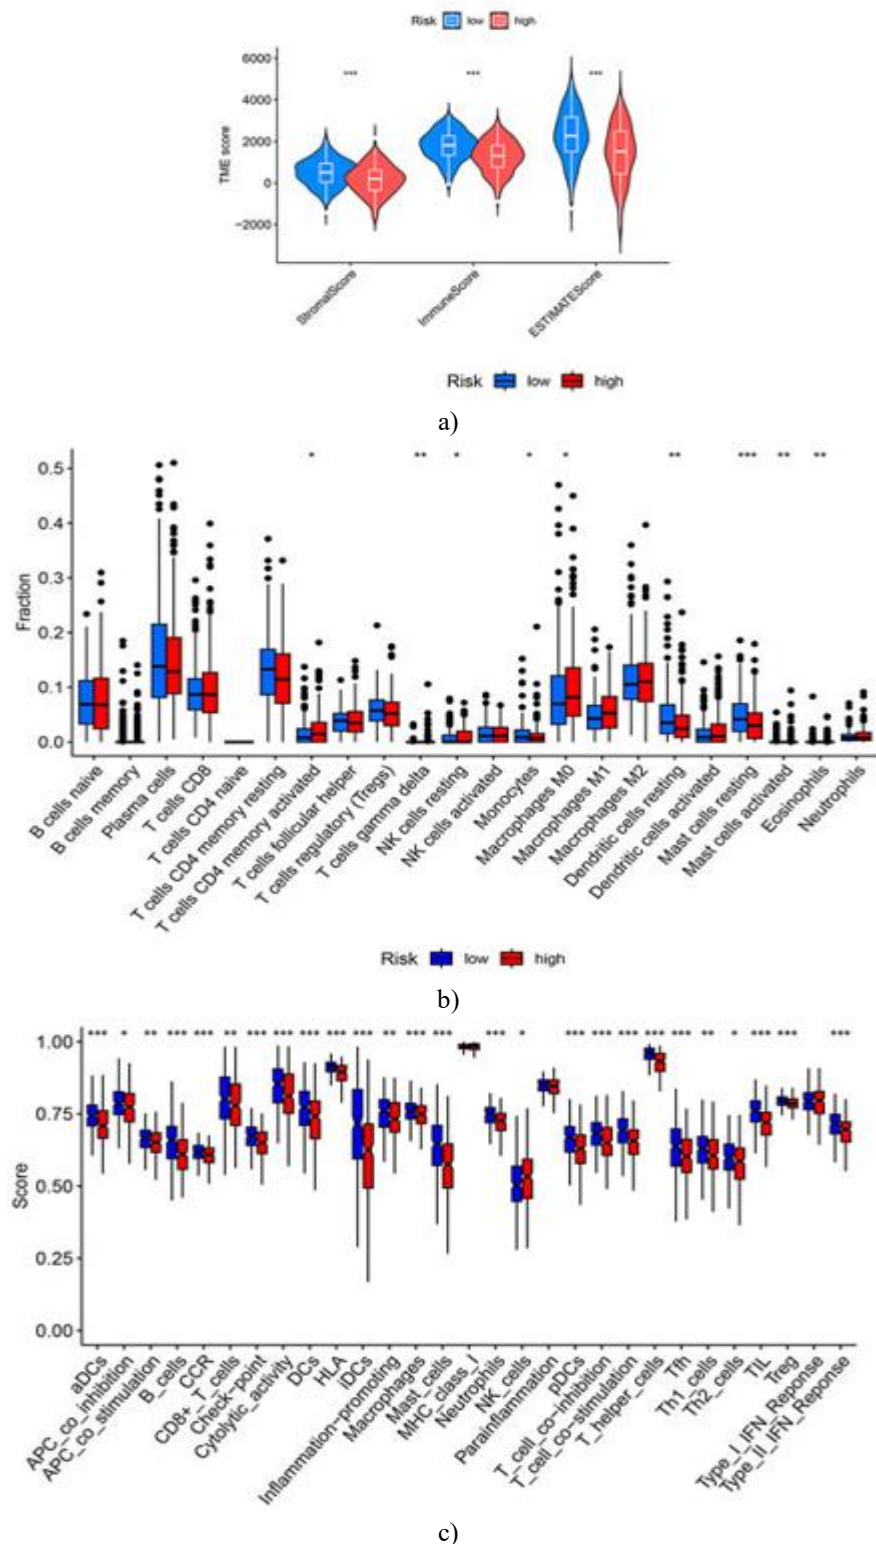 Risk low high
***
***
***
6000
4000
2000
0
−2000
TME score
StromalScore
ImmuneScore
ESTIMATEScore
Risk low high
a)
* ** * * * ** *** ** **
0.5
0.4
0.3
0.2
0.1
0.0
Fraction
B cells naive
B cells memory
Plasma cells
T cells CD8
T cells CD4 naive
T cells CD4 memory resting
T cells CD4 memory activated
T cells follicular helper
T cells regulatory (Tregs)
T cells gamma delta
NK cells resting
NK cells activated
Monocytes
Macrophages M0
Macrophages M1
Macrophages M2
Dendritic cells resting
Dendritic cells activated
Mast cells resting
Mast cells activated
Eosinophils
Neutrophils
Risk low high
b)
*** * ** *** *** ** *** *** *** *** *** ** *** *** *** * *** *** *** *** *** ** * *** *** ***
1.00
0.75
0.50
0.25
0.00
Score
aDCs
APC_co_inhibition
APC_co_stimulation
B_cells
CCR
CD8+_T_cells
Check−point
Cytolytic_activity
DCs
HLA
iDCs
Inflammation−promoting
Macrophages
Mast_cells
MHC_class_I
Neutrophils
NK_cells
Parainflammation
pDCs
T_cell_co−inhibition
T_cell_co−stimulation
T_helper_cells
Tfh
Th1_cells
Th2_cells
TIL
Treg
Type_I_IFN_Reponse
Type_II_IFN_Reponse
c)